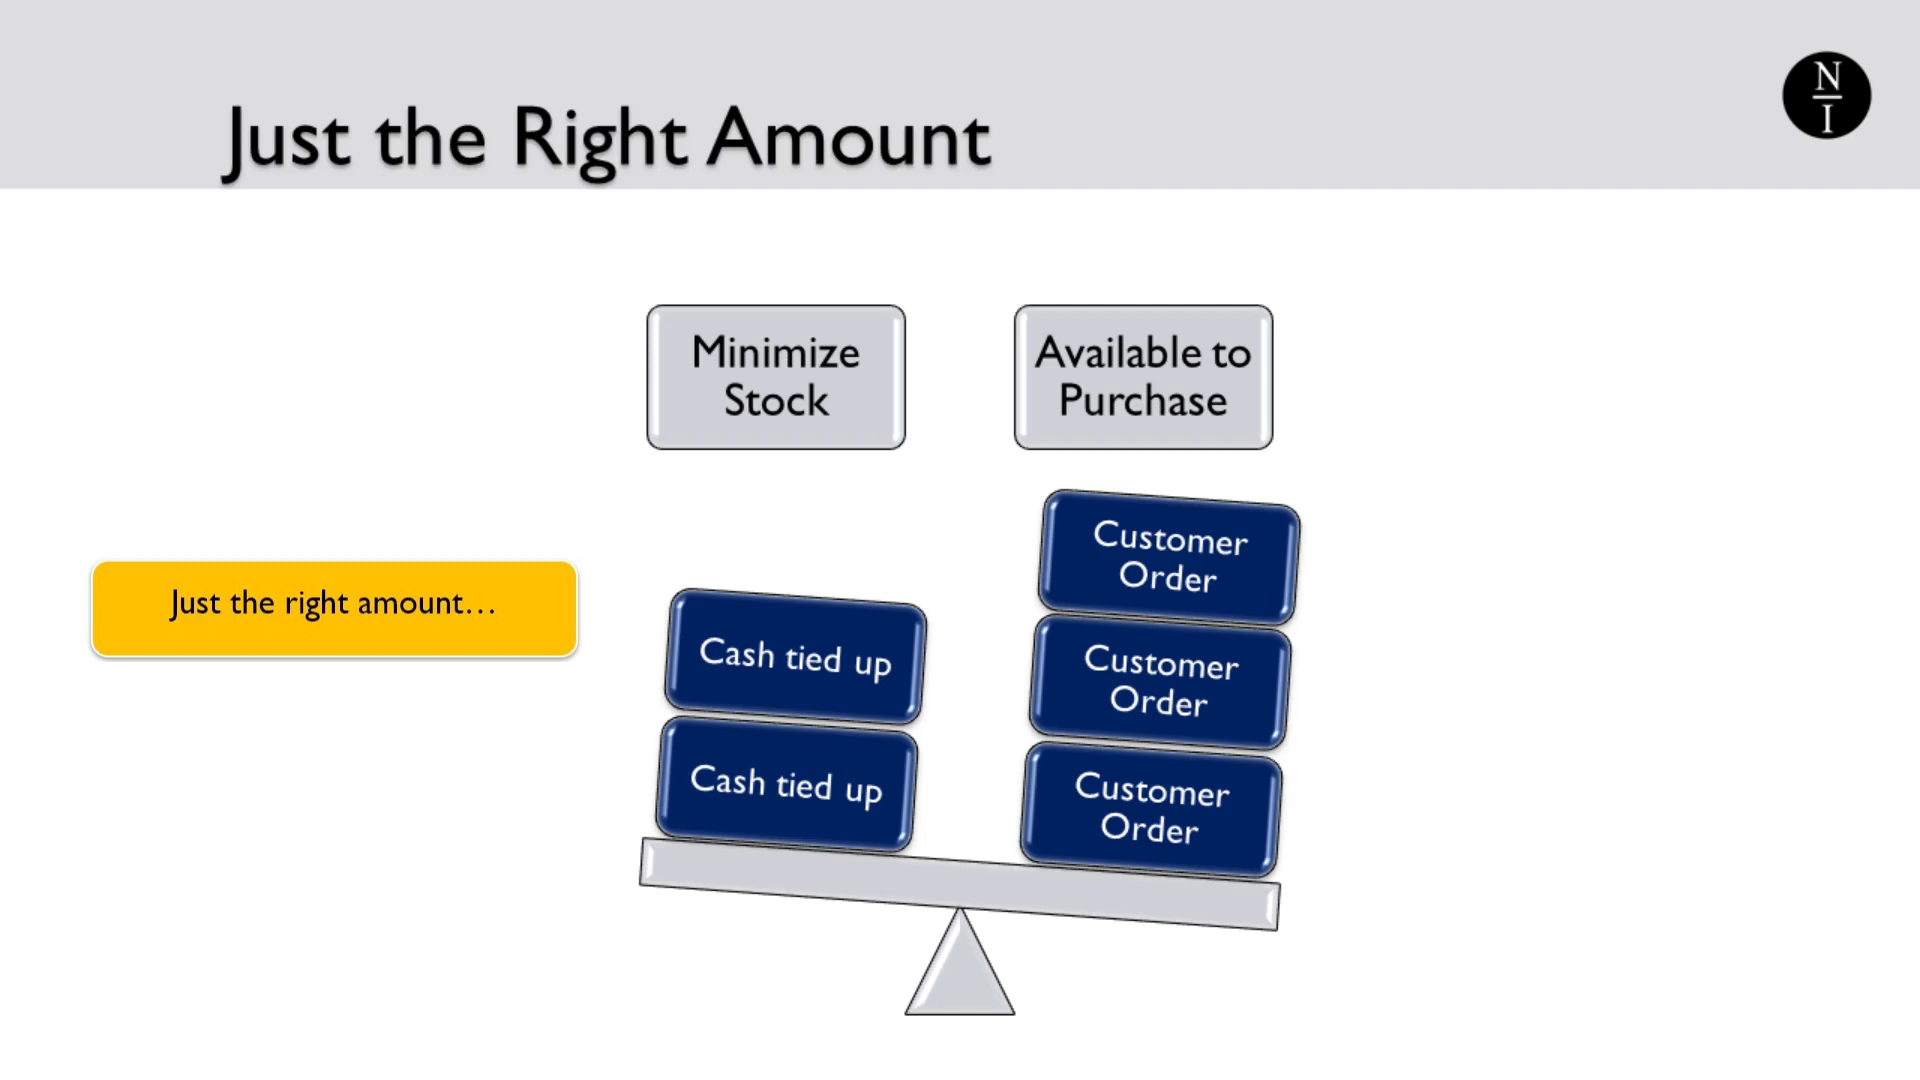 Just the Right Amount
N
I
Minimize
Stock
Available to
Purchase
Just the right amount...
Cash tied up
Cash tied up
Customer
Order
Customer
Order
Customer
Order